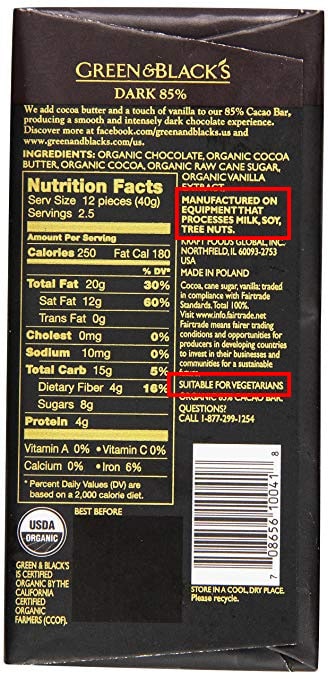 GREEN&BLACK'S
DARK 85%
We add cocoa butter and a touch of vanilla to our 85% Cacao Bar,
producing a smooth and intensely dark chocolate experience.
Discover more at facebook.com/greenandblacks.us and
www.greenandblacks.us.com
INGREDIENTS: ORGANIC CHOCOLATE, ORGANIC COCOA
BUTTER ORGANIC COCOA, ORGANIC RAW CANE SUGAR,
ORGANIC VANILLA
EXTRACT.
Nutrition Facts
Serv Size 12 pieces (40g)
Servings 2.5
Amount Per Serving
Calories 250 Fat Cal 180
% DV*
Total Fat 20g 30%
Sat Fat 12g 60%
Trans Fat 0g
Cholest 0mg 0%
Sodium 10mg 0%
Total Carb 15g 5%
Dietary Fiber 4g 16%
Sugars 8g
Protein 4g
Vitamin A 0% • Vitamin C 0%
Calcium 0% • Iron 6%
* Percent Daily Values (DV) are
based on a 2,000 calorie diet.
MANUFACTURED ON
EQUIPMENT THAT
PROCESSES MILK, SOY,
TREE NUTS.
KRAFT FOODS GLOBAL, INC.
NORTHFIELD, IL 60093-2753
USA
MADE IN POLAND
Cocoa, cane sugar, vanilla: traded
in compliance with Fairtrade
Standards. Total 100%.
Visit www.info.fairtrade.net
Fairtrade means fairer trading
conditions and opportunities
for producers in developing
countries to invest in their businesses
and communities for a sustainable
SUITABLE FOR VEGETARIANS
ORGANIC 85% CACAO BAR
QUESTIONS?
CALL 1-877-299-1254
BEST BEFORE
USDA
ORGANIC
GREEN & BLACK'S
IS CERTIFIED
ORGANIC BY THE
CALIFORNIA
CERTIFIED
ORGANIC
FARMERS (CCOF).
7 08656 10041 8
STORE IN A COOL, DRY PLACE.
Please recycle.